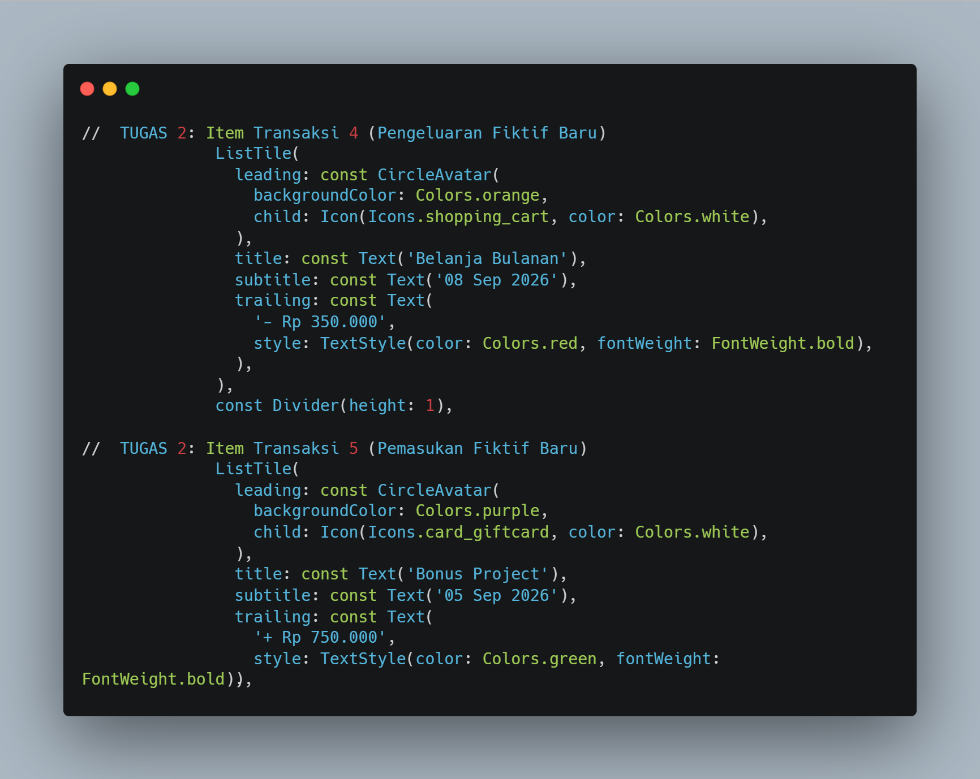 //  TUGAS 2: Item Transaksi 4 (Pengeluaran Fiktif Baru)
              ListTile(
                leading: const CircleAvatar(
                  backgroundColor: Colors.orange,
                  child: Icon(Icons.shopping_cart, color: Colors.white),
                ),
                title: const Text('Belanja Bulanan'),
                subtitle: const Text('08 Sep 2026'),
                trailing: const Text(
                  '- Rp 350.000',
                  style: TextStyle(color: Colors.red, fontWeight: FontWeight.bold),
                ),
              ),
              const Divider(height: 1),

//  TUGAS 2: Item Transaksi 5 (Pemasukan Fiktif Baru)
              ListTile(
                leading: const CircleAvatar(
                  backgroundColor: Colors.purple,
                  child: Icon(Icons.card_giftcard, color: Colors.white),
                ),
                title: const Text('Bonus Project'),
                subtitle: const Text('05 Sep 2026'),
                trailing: const Text(
                  '+ Rp 750.000',
                  style: TextStyle(color: Colors.green, fontWeight:
FontWeight.bold)),